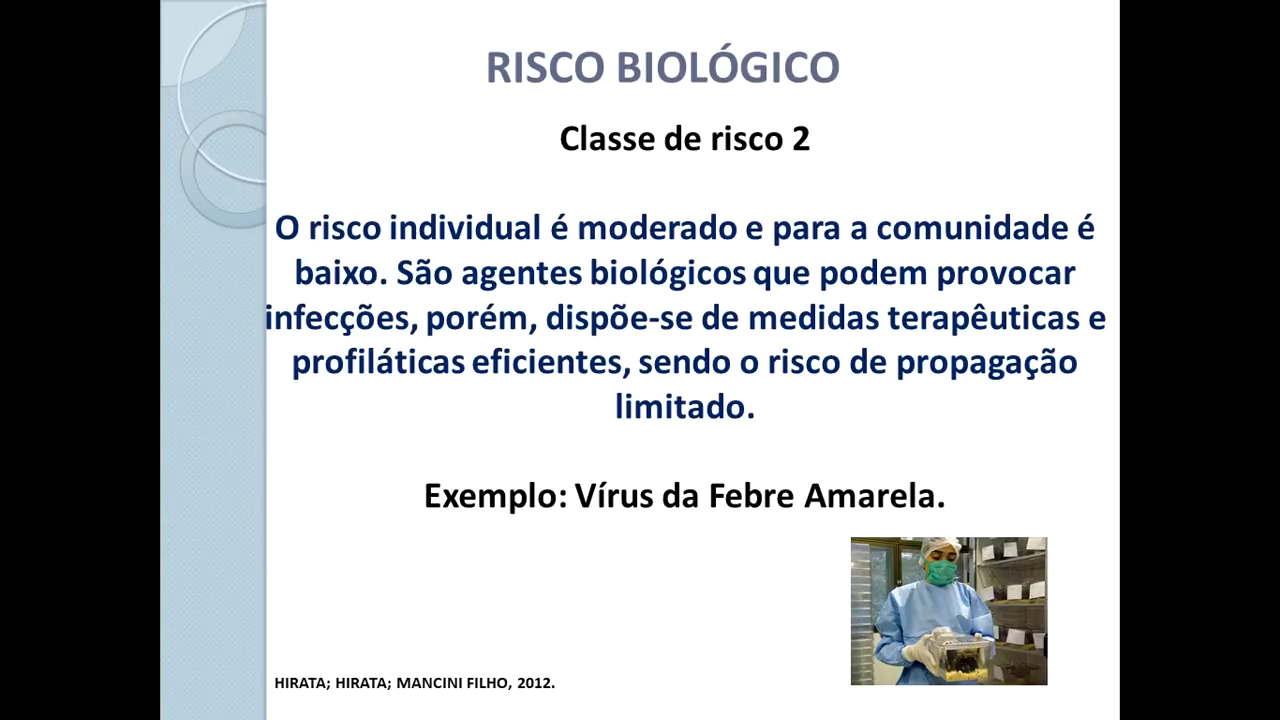 RISCO BIOLÓGICO
Classe de risco 2
O risco individual é moderado e para a comunidade é
baixo. São agentes biológicos que podem provocar
infecções, porém, dispõe-se de medidas terapêuticas e
profiláticas eficientes, sendo o risco de propagação
limitado.
Exemplo: Vírus da Febre Amarela.
HIRATA; HIRATA; MANCINI FILHO, 2012.